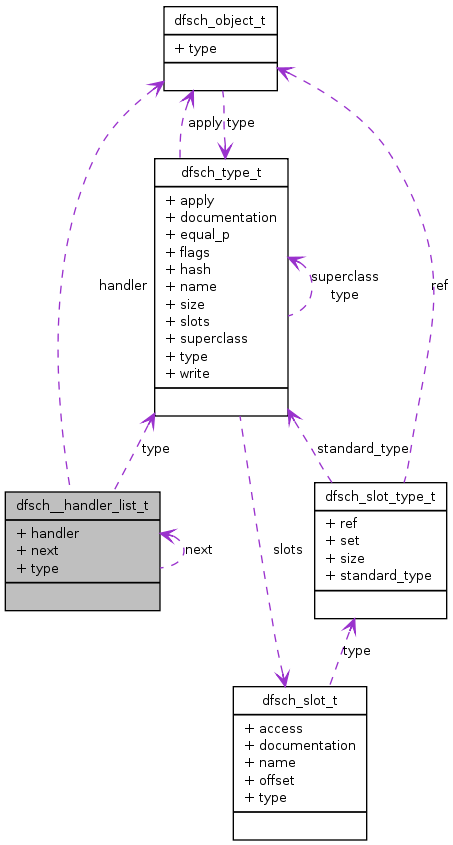 dfsch_object_t
+ type
apply type
dfsch_type_t
+ apply
+ documentation
+ equal_p
+ flags
+ hash
+ name
+ size
+ slots
+ superclass
+ type
+ write
superclass
type
handler
ref
type
standard_type
dfsch__handler_list_t
+ handler
+ next
+ type
next
slots
dfsch_slot_type_t
+ ref
+ set
+ size
+ standard_type
type
dfsch_slot_t
+ access
+ documentation
+ name
+ offset
+ type